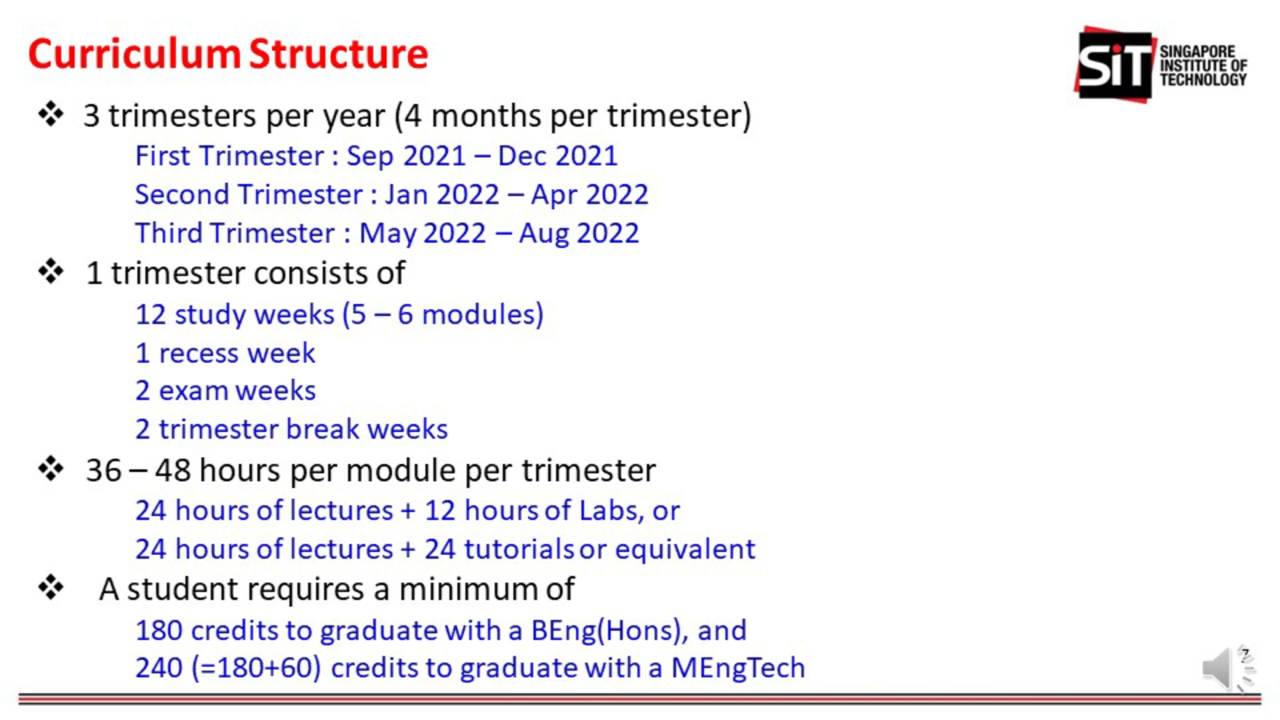 Curriculum Structure
SiT SINGAPORE
INSTITUTE OF
TECHNOLOGY
❖ 3 trimesters per year (4 months per trimester)
First Trimester : Sep 2021 – Dec 2021
Second Trimester : Jan 2022 – Apr 2022
Third Trimester : May 2022 – Aug 2022
❖ 1 trimester consists of
12 study weeks (5 – 6 modules)
1 recess week
2 exam weeks
2 trimester break weeks
❖ 36 – 48 hours per module per trimester
24 hours of lectures + 12 hours of Labs, or
24 hours of lectures + 24 tutorials or equivalent
❖ A student requires a minimum of
180 credits to graduate with a BEng(Hons), and
240 (=180+60) credits to graduate with a MEngTech
7